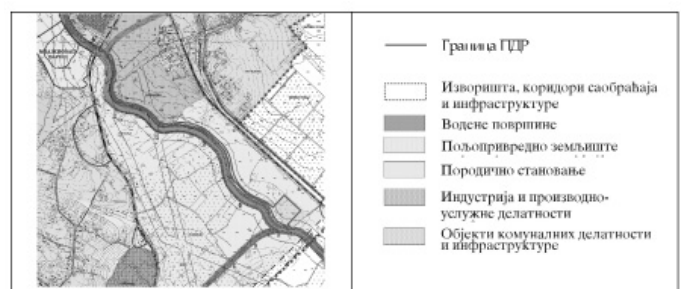 Граница ПДР
Изворишта, коридори саобраћаја
и инфраструктуре
Водене површине
Пољопривредно земљиште
Породично становање
Индустрија и производно-
услужне делатности
Објекти комуналних делатности
и инфраструктуре